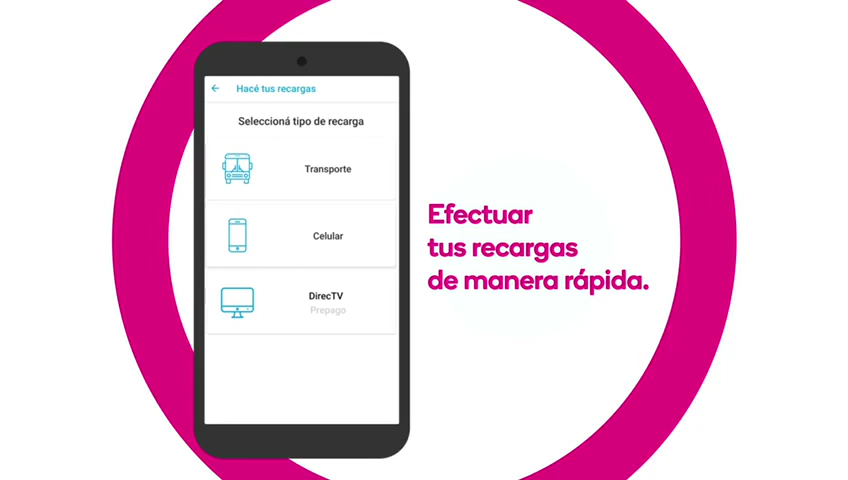 Hacé tus recargas
Seleccioná tipo de recarga
Transporte
Celular
DirecTV
Prepago
Efectuar
tus recargas
de manera rápida.